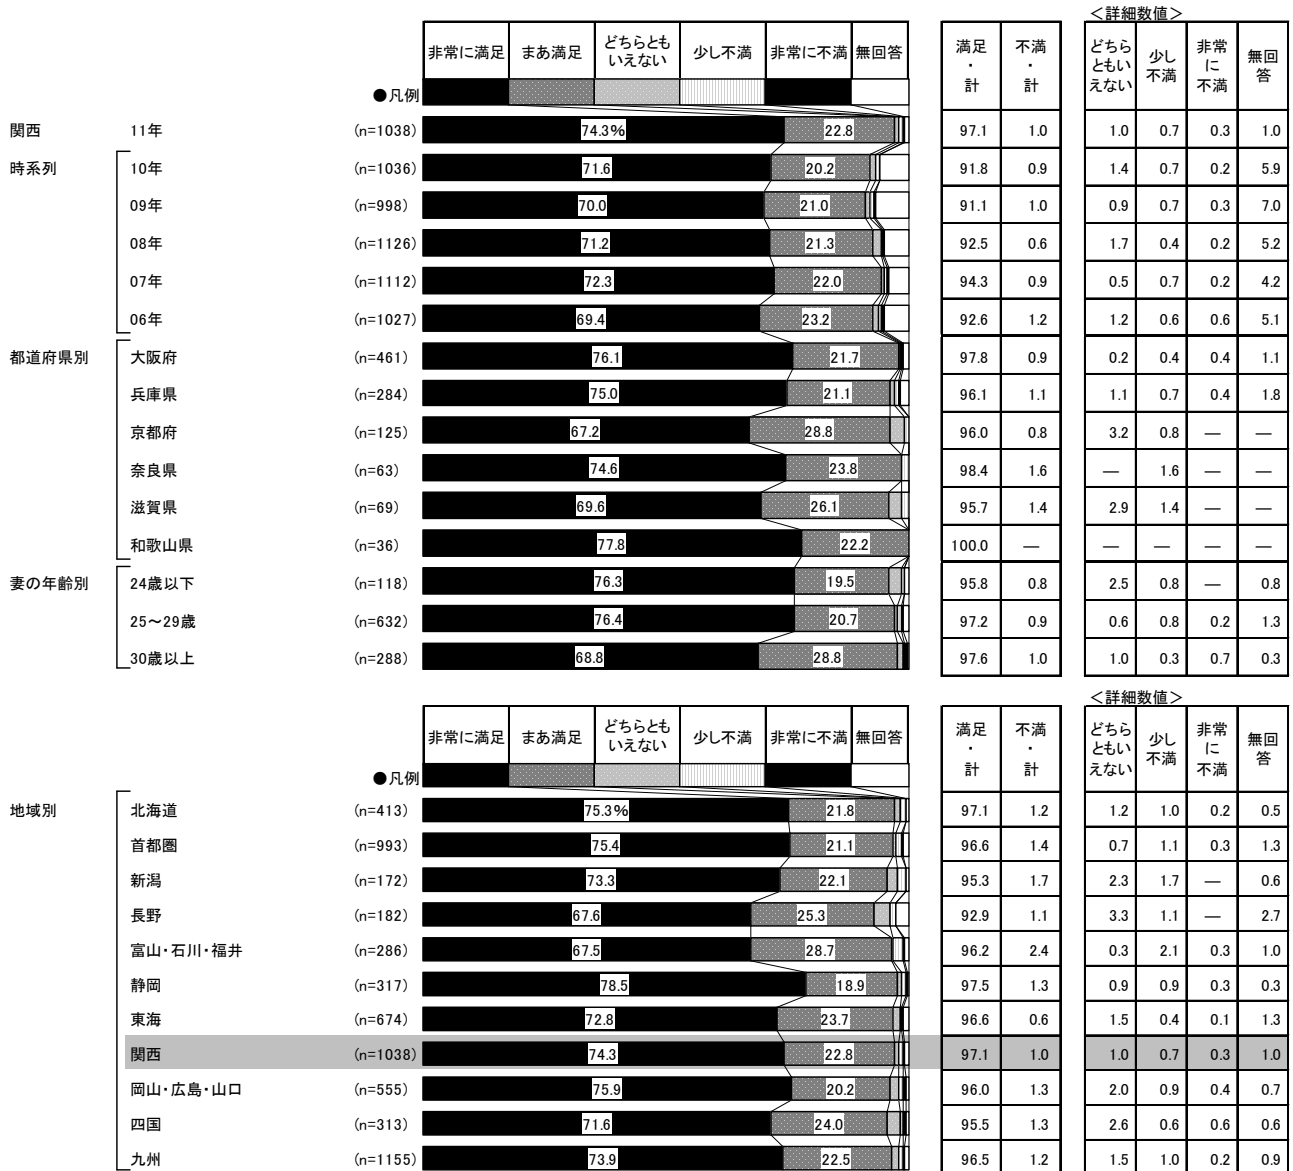 ＜詳細数値＞
非常に満足 まあ満足 どちらとも いえない 少し不満 非常に不満 無回答 満足・計 不満・計 どちらともいえない 少し不満 非常に不満 無回答
●凡例
関西 11年 (n=1038) 74.3% 22.8 97.1 1.0 1.0 0.7 0.3 1.0
時系列 10年 (n=1036) 71.6 20.2 91.8 0.9 1.4 0.7 0.2 5.9
09年 (n=998) 70.0 21.0 91.1 1.0 0.9 0.7 0.3 7.0
08年 (n=1126) 71.2 21.3 92.5 0.6 1.7 0.4 0.2 5.2
07年 (n=1112) 72.3 22.0 94.3 0.9 0.5 0.7 0.2 4.2
06年 (n=1027) 69.4 23.2 92.6 1.2 1.2 0.6 0.6 5.1
都道府県別 大阪府 (n=461) 76.1 21.7 97.8 0.9 0.2 0.4 0.4 1.1
兵庫県 (n=284) 75.0 21.1 96.1 1.1 1.1 0.7 0.4 1.8
京都府 (n=125) 67.2 28.8 96.0 0.8 3.2 0.8 ― ―
奈良県 (n=63) 74.6 23.8 98.4 1.6 ― 1.6 ― ―
滋賀県 (n=69) 69.6 26.1 95.7 1.4 2.9 1.4 ― ―
和歌山県 (n=36) 77.8 22.2 100.0 ― ― ― ― ―
妻の年齢別 24歳以下 (n=118) 76.3 19.5 95.8 0.8 2.5 0.8 ― 0.8
25～29歳 (n=632) 76.4 20.7 97.2 0.9 0.6 0.8 0.2 1.3
30歳以上 (n=288) 68.8 28.8 97.6 1.0 1.0 0.3 0.7 0.3
＜詳細数値＞
非常に満足 まあ満足 どちらとも いえない 少し不満 非常に不満 無回答 満足・計 不満・計 どちらともいえない 少し不満 非常に不満 無回答
●凡例
地域別 北海道 (n=413) 75.3% 21.8 97.1 1.2 1.2 1.0 0.2 0.5
首都圏 (n=993) 75.4 21.1 96.6 1.4 0.7 1.1 0.3 1.3
新潟 (n=172) 73.3 22.1 95.3 1.7 2.3 1.7 ― 0.6
長野 (n=182) 67.6 25.3 92.9 1.1 3.3 1.1 ― 2.7
富山・石川・福井 (n=286) 67.5 28.7 96.2 2.4 0.3 2.1 0.3 1.0
静岡 (n=317) 78.5 18.9 97.5 1.3 0.9 0.9 0.3 0.3
東海 (n=674) 72.8 23.7 96.6 0.6 1.5 0.4 0.1 1.3
関西 (n=1038) 74.3 22.8 97.1 1.0 1.0 0.7 0.3 1.0
岡山・広島・山口 (n=555) 75.9 20.2 96.0 1.3 2.0 0.9 0.4 0.7
四国 (n=313) 71.6 24.0 95.5 1.3 2.6 0.6 0.6 0.6
九州 (n=1155) 73.9 22.5 96.5 1.2 1.5 1.0 0.2 0.9